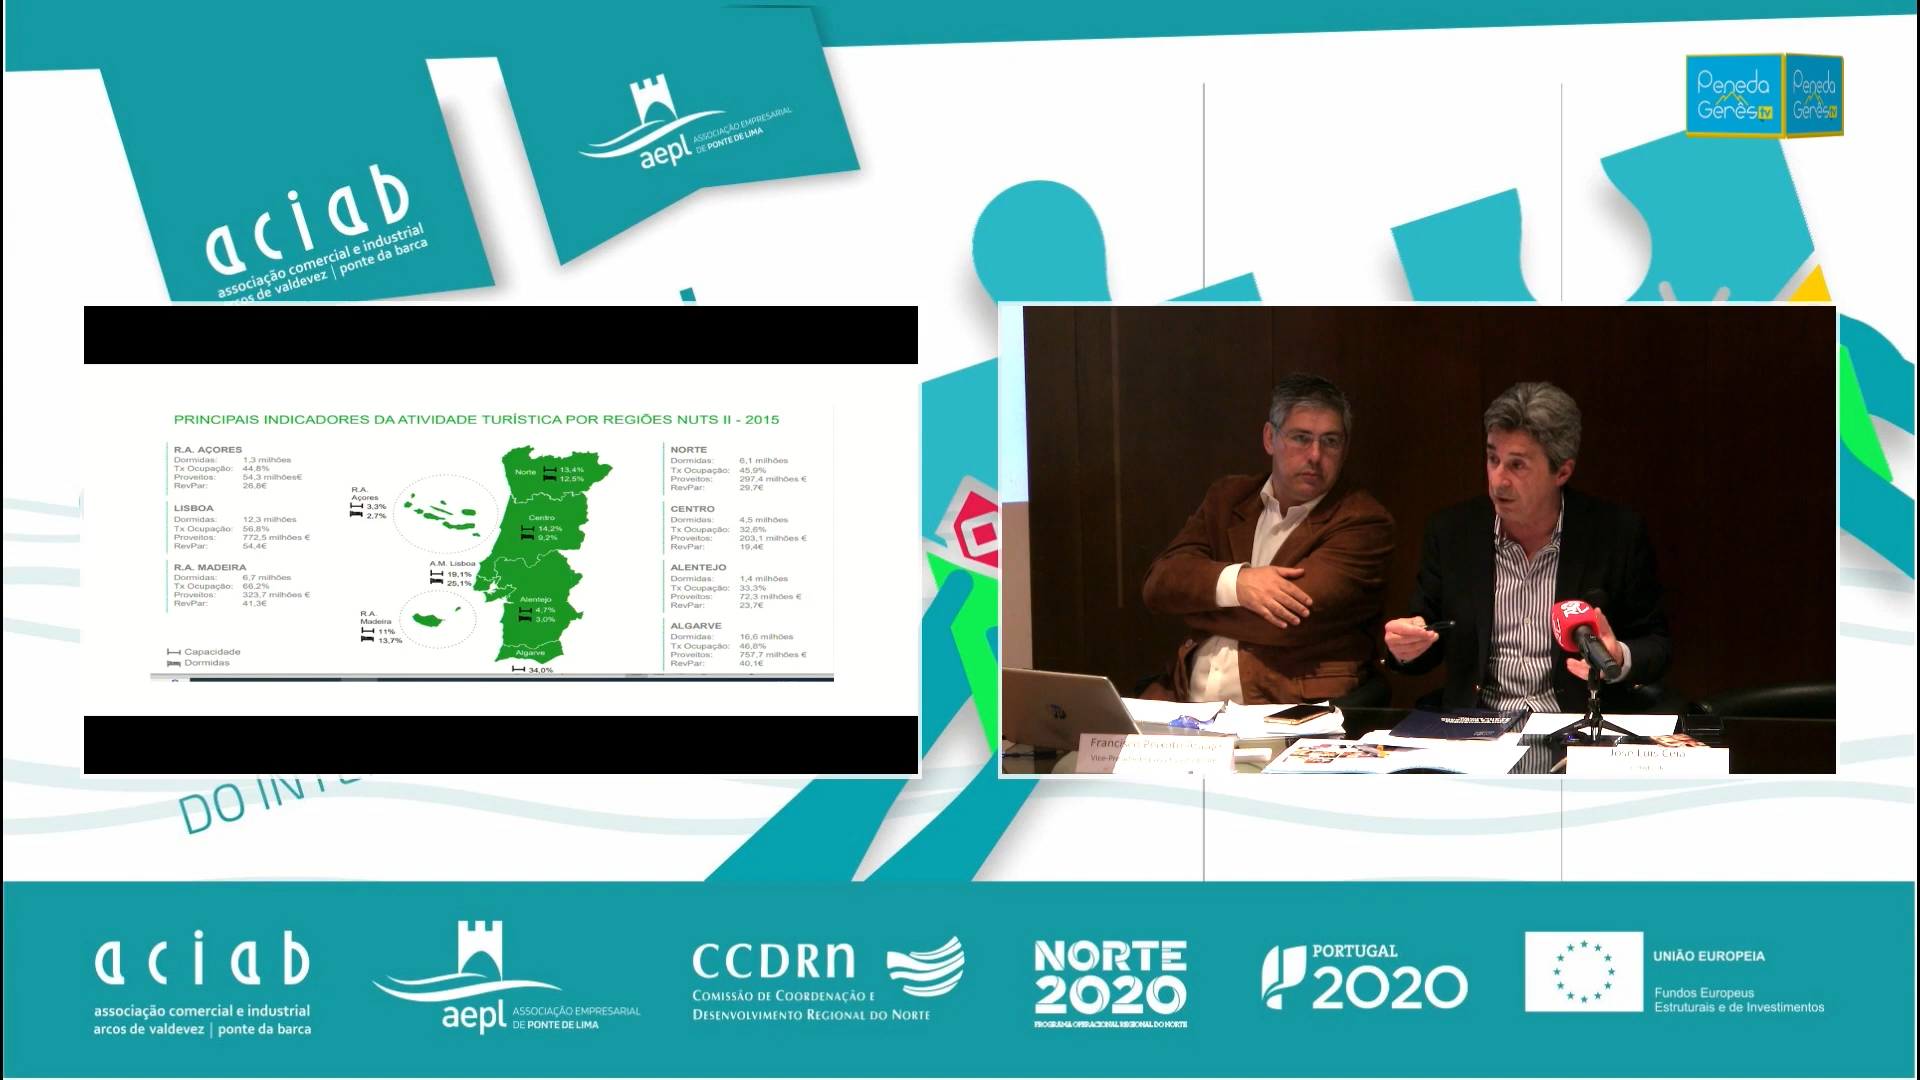 Peneda
Gerês tv
Peneda
Gerês tv
aepl ASSOCIAÇÃO EMPRESARIAL
DE PONTE DE LIMA
aciab
associação comercial e industrial
arcos de valdevez | ponte da barca
PRINCIPAIS INDICADORES DA ATIVIDADE TURÍSTICA POR REGIÕES NUTS II - 2015
R.A. AÇORES
Dormidas: 1,3 milhões
Tx Ocupação: 44,8%
Proveitos: 54,3 milhões€
RevPar: 26,8€
LISBOA
Dormidas: 12,3 milhões
Tx Ocupação: 56,8%
Proveitos: 772,5 milhões €
RevPar: 54,4€
R.A. MADEIRA
Dormidas: 6,7 milhões
Tx Ocupação: 66,2%
Proveitos: 323,7 milhões €
RevPar: 41,3€
Capacidade
Dormidas
R.A.
Açores
3,3%
2,7%
Norte 13,4%
12,5%
Centro
14,2%
9,2%
A.M. Lisboa
19,1%
25,1%
Alentejo
4,7%
3,0%
R.A.
Madeira
11%
13,7%
Algarve
34,0%
NORTE
Dormidas: 6,1 milhões
Tx Ocupação: 45,9%
Proveitos: 297,4 milhões €
RevPar: 29,7€
CENTRO
Dormidas: 4,5 milhões
Tx Ocupação: 32,6%
Proveitos: 203,1 milhões €
RevPar: 19,4€
ALENTEJO
Dormidas: 1,4 milhões
Tx Ocupação: 33,3%
Proveitos: 72,3 milhões €
RevPar: 23,7€
ALGARVE
Dormidas: 16,6 milhões
Tx Ocupação: 46,8%
Proveitos: 757,7 milhões €
RevPar: 40,1€
José Luís Ceia
DO INTE
aciab
associação comercial e industrial
arcos de valdevez | ponte da barca
aepl ASSOCIAÇÃO EMPRESARIAL
DE PONTE DE LIMA
CCDRn
COMISSÃO DE COORDENAÇÃO E
DESENVOLVIMENTO REGIONAL DO NORTE
NORTE
2020
PROGRAMA OPERACIONAL REGIONAL DO NORTE
PORTUGAL
2020
UNIÃO EUROPEIA
Fundos Europeus
Estruturais e de Investimentos